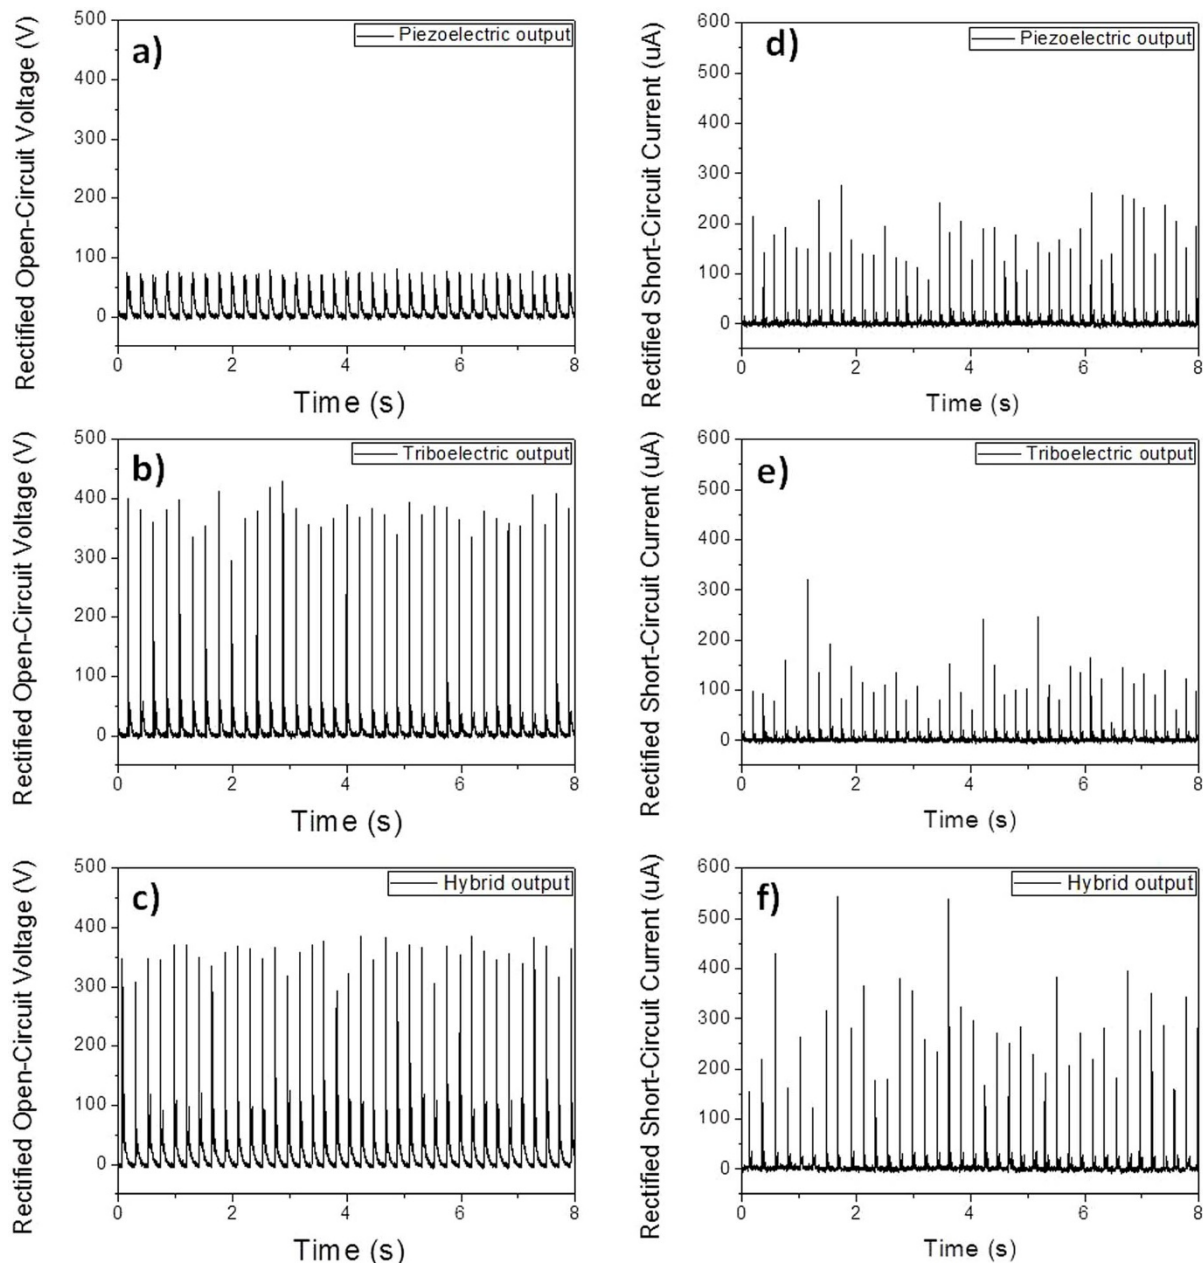 Rectified Open-Circuit Voltage (V)
500
400
300
200
100
0
a)
Piezoelectric output
0 2 4 6 8
Time (s)
Rectified Short-Circuit Current (uA)
600
500
400
300
200
100
0
d)
Piezoelectric output
0 2 4 6 8
Time (s)
Rectified Open-Circuit Voltage (V)
500
400
300
200
100
0
b)
Triboelectric output
0 2 4 6 8
Time (s)
Rectified Short-Circuit Current (uA)
600
500
400
300
200
100
0
e)
Triboelectric output
0 2 4 6 8
Time (s)
Rectified Open-Circuit Voltage (V)
500
400
300
200
100
0
c)
Hybrid output
0 2 4 6 8
Time (s)
Rectified Short-Circuit Current (uA)
600
500
400
300
200
100
0
f)
Hybrid output
0 2 4 6 8
Time (s)